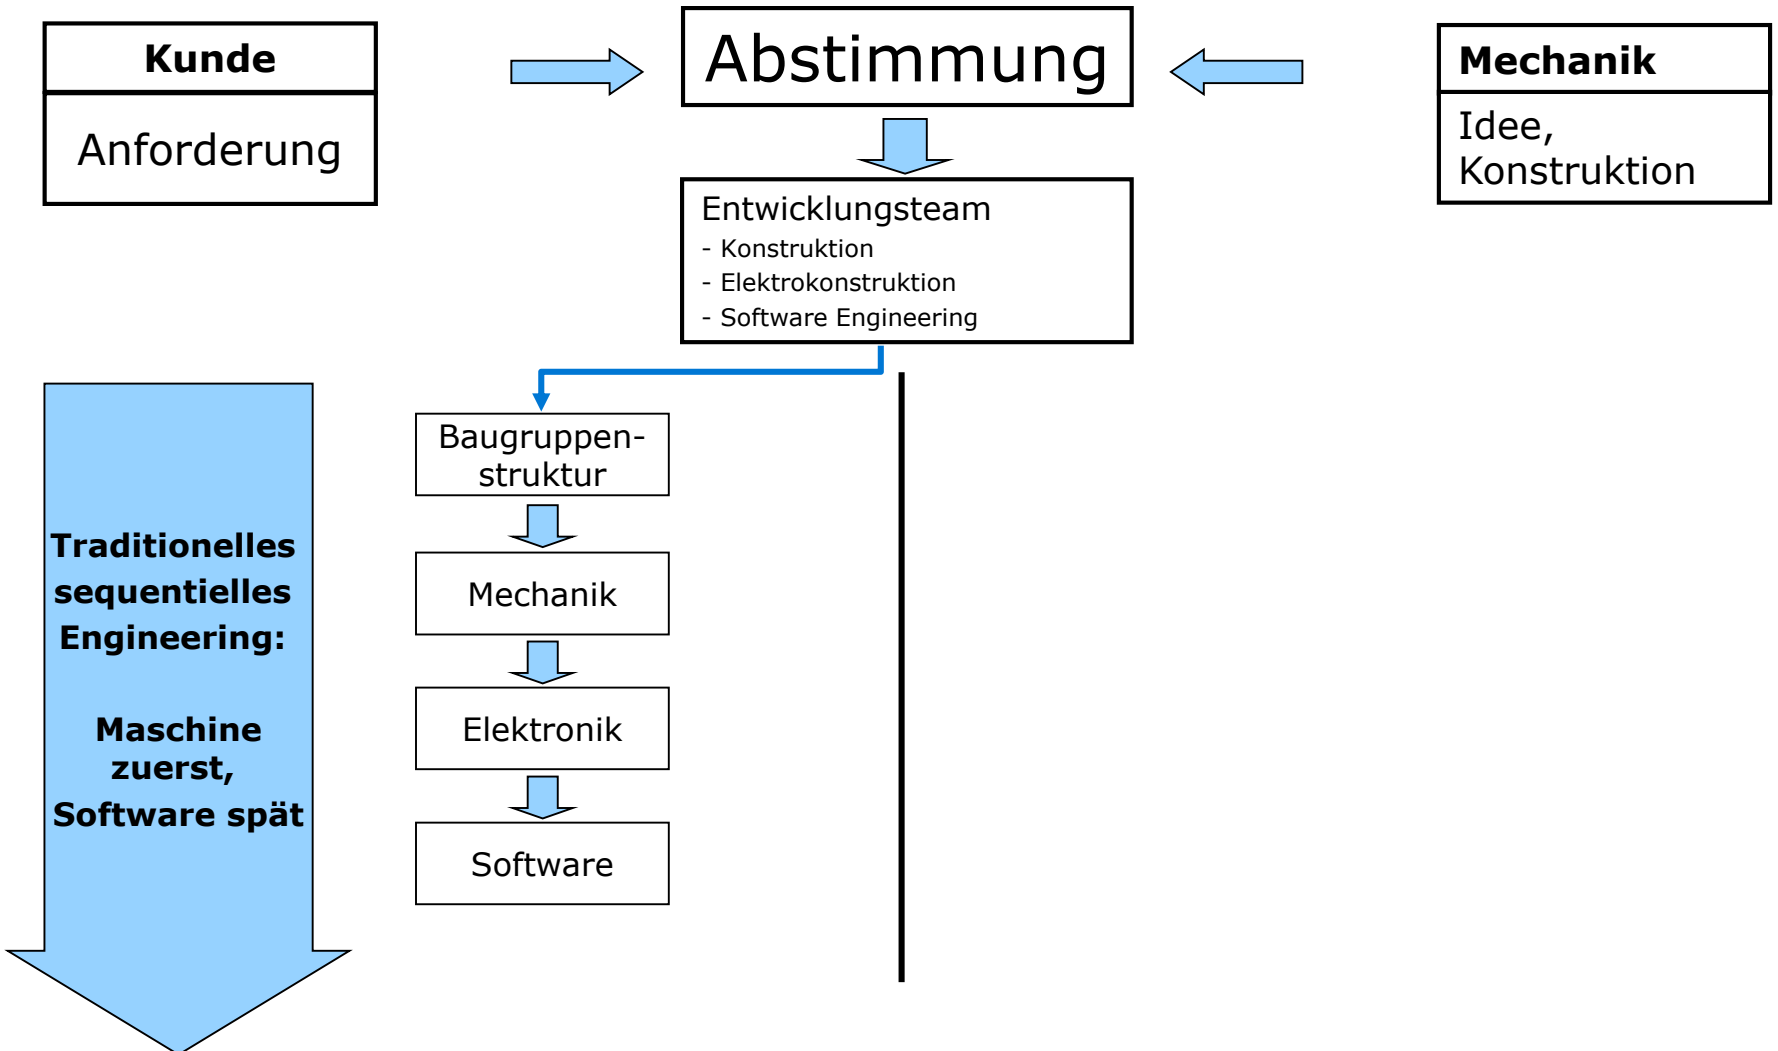 Kunde
Anforderung
Abstimmung
Mechanik
Idee,
Konstruktion
Entwicklungsteam
- Konstruktion
- Elektrokonstruktion
- Software Engineering
Traditionelles
sequentielles
Engineering:
Maschine
zuerst,
Software spät
Baugruppen-
struktur
Mechanik
Elektronik
Software